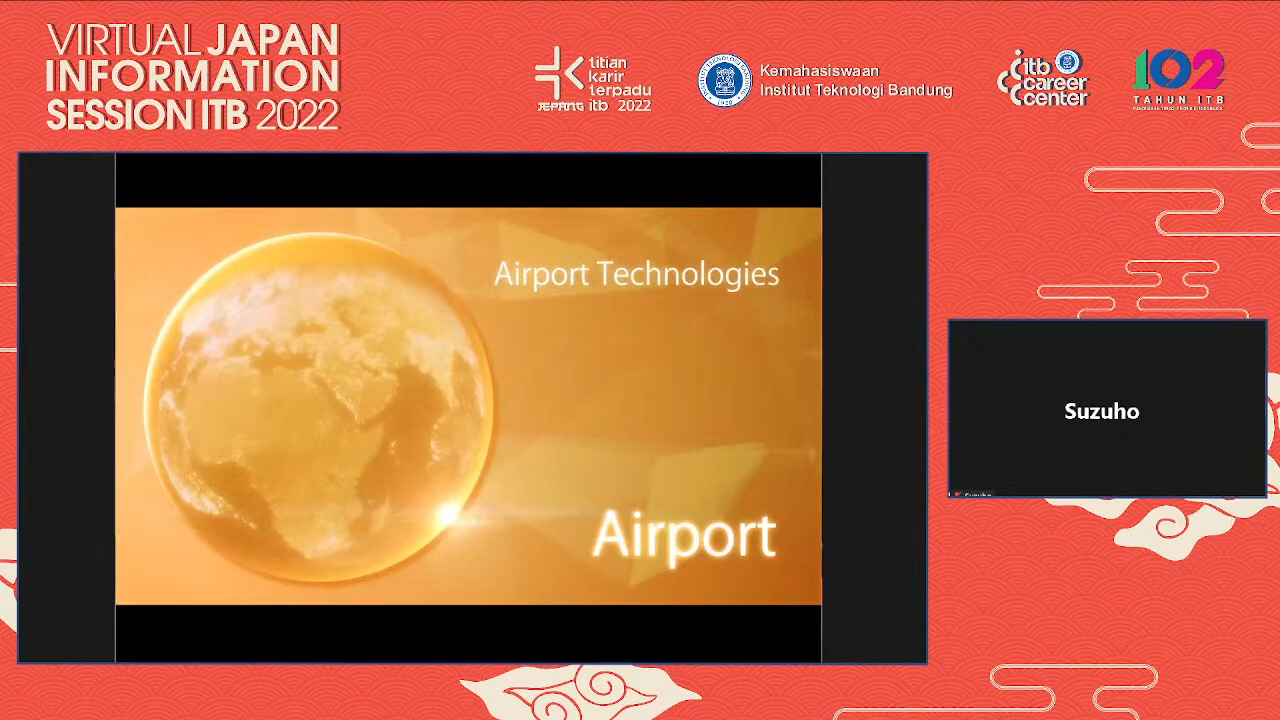 VIRTUAL JAPAN
INFORMATION
SESSION ITB 2022
titian
karir
terpadu
JEPANG itb 2022
Kemahasiswaan
Institut Teknologi Bandung
itb
career
center
102
TAHUN ITB
Airport Technologies
Airport
Suzuho
Suzuho